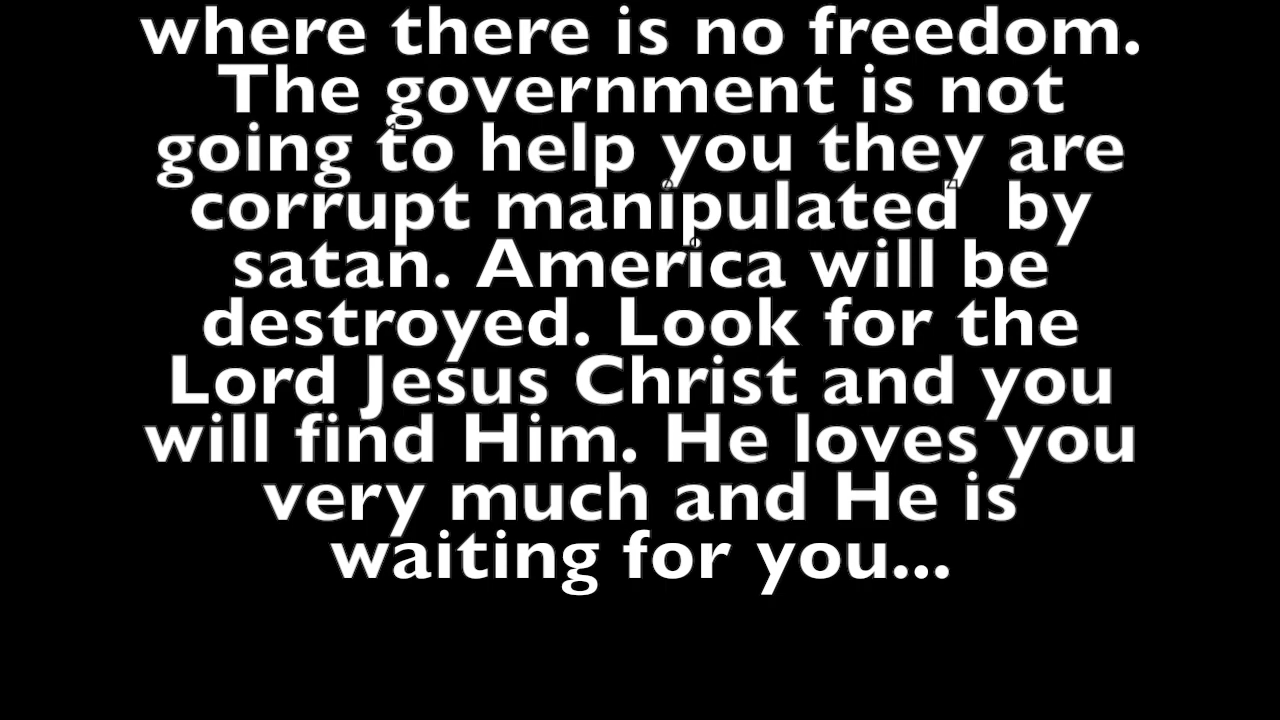 where there is no freedom.
The government is not
going to help you they are
corrupt manipulated  by
satan. America will be
destroyed. Look for the
Lord Jesus Christ and you
will find Him. He loves you
very much and He is
waiting for you...